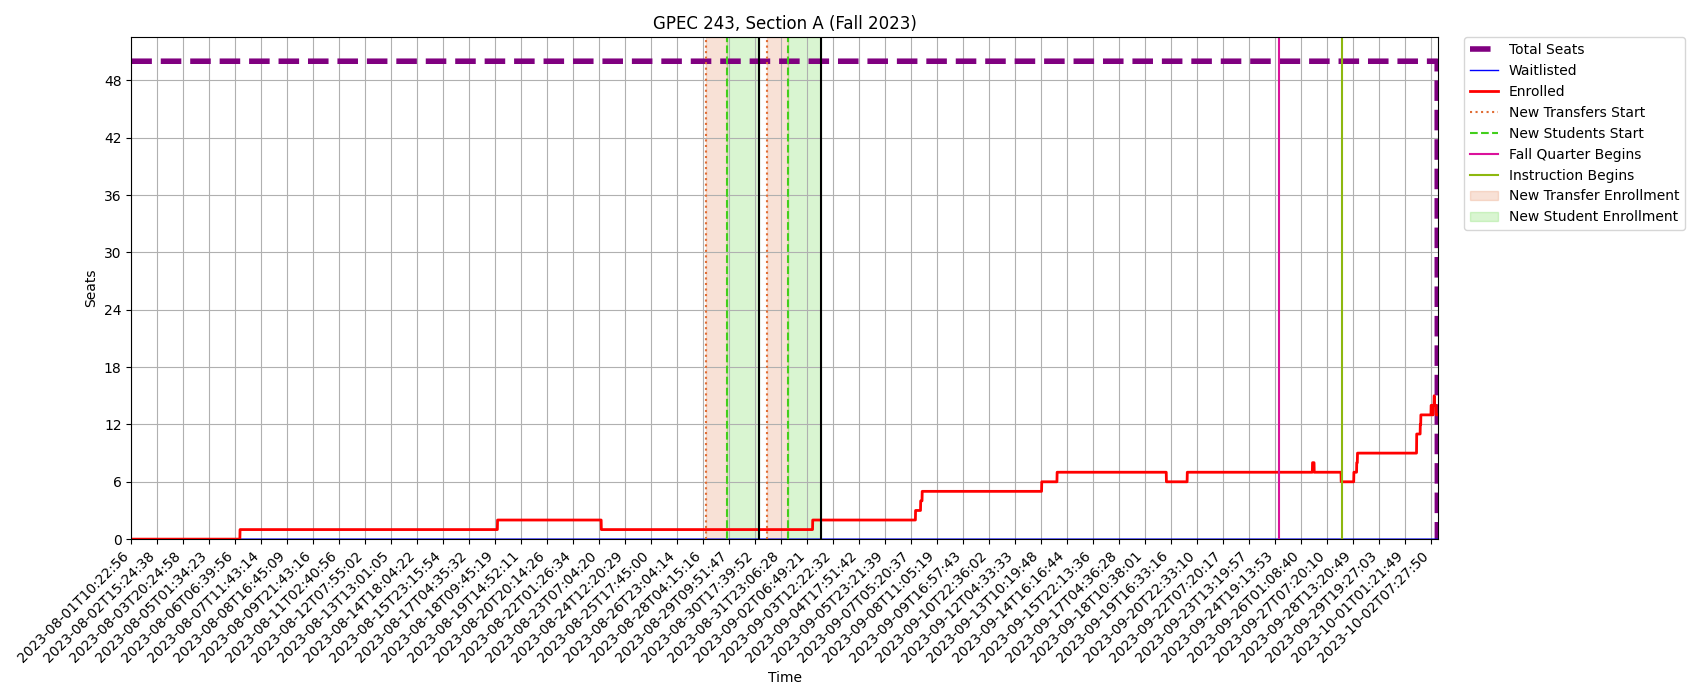 GPEC 243, Section A (Fall 2023)
Total Seats
Waitlisted
Enrolled
New Transfers Start
New Students Start
Fall Quarter Begins
Instruction Begins
New Transfer Enrollment
New Student Enrollment
Seats
48
42
36
30
24
18
12
6
0
2023-08-01T10:22:56
2023-08-02T15:24:38
2023-08-03T20:24:58
2023-08-05T01:34:23
2023-08-06T06:39:56
2023-08-07T11:43:14
2023-08-08T16:45:09
2023-08-09T21:43:16
2023-08-11T02:40:56
2023-08-12T07:55:02
2023-08-13T13:01:05
2023-08-14T18:04:22
2023-08-15T23:15:54
2023-08-17T04:35:32
2023-08-18T09:45:19
2023-08-19T14:52:11
2023-08-20T20:14:26
2023-08-22T01:26:34
2023-08-23T07:04:20
2023-08-24T12:20:29
2023-08-25T17:45:00
2023-08-26T23:04:14
2023-08-28T04:15:16
2023-08-29T09:51:47
2023-08-30T17:39:52
2023-08-31T23:06:28
2023-09-02T06:49:21
2023-09-03T12:22:32
2023-09-04T17:51:42
2023-09-05T23:21:39
2023-09-07T05:20:37
2023-09-08T11:05:19
2023-09-09T16:57:43
2023-09-10T22:36:02
2023-09-12T04:33:33
2023-09-13T10:19:48
2023-09-14T16:16:44
2023-09-15T22:13:36
2023-09-17T04:36:28
2023-09-18T10:38:01
2023-09-19T16:33:16
2023-09-20T22:33:10
2023-09-22T07:20:17
2023-09-23T13:19:57
2023-09-24T19:13:53
2023-09-26T01:08:40
2023-09-27T07:20:10
2023-09-28T13:20:49
2023-09-29T19:27:03
2023-10-01T01:21:49
2023-10-02T07:27:50
Time